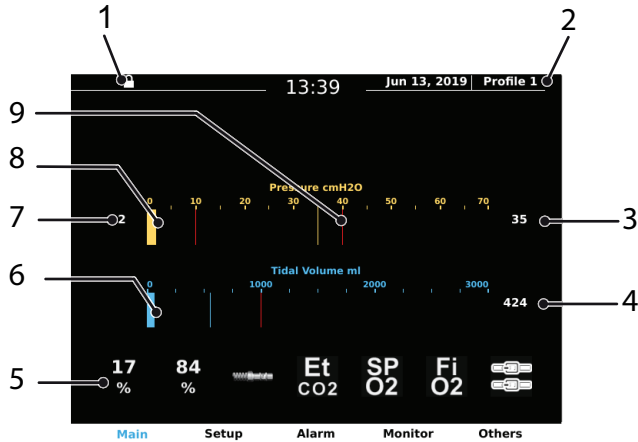 1
2
13:39
Jun 13, 2019
Profile 1
9
8
Pressure cmH2O
0 10 20 30 40 50 60 70
7
2
35
3
Tidal Volume ml
6
0 1000 2000 3000
424
4
17 % 84 %
Et CO2
SP O2
Fi O2
5
Main Setup Alarm Monitor Others